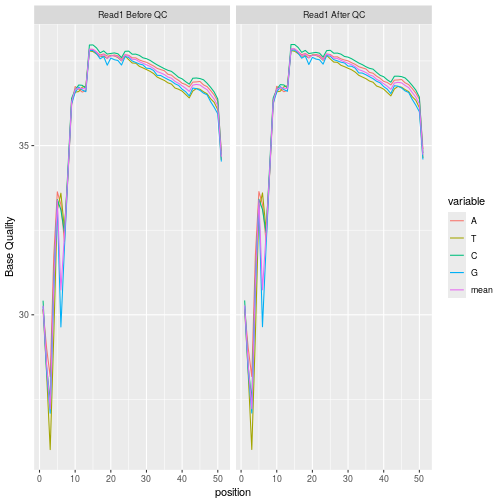 Read1 Before QC Read1 After QC
35
30
Base Quality
0 10 20 30 40 50 0 10 20 30 40 50
position
variable
A
T
C
G
mean